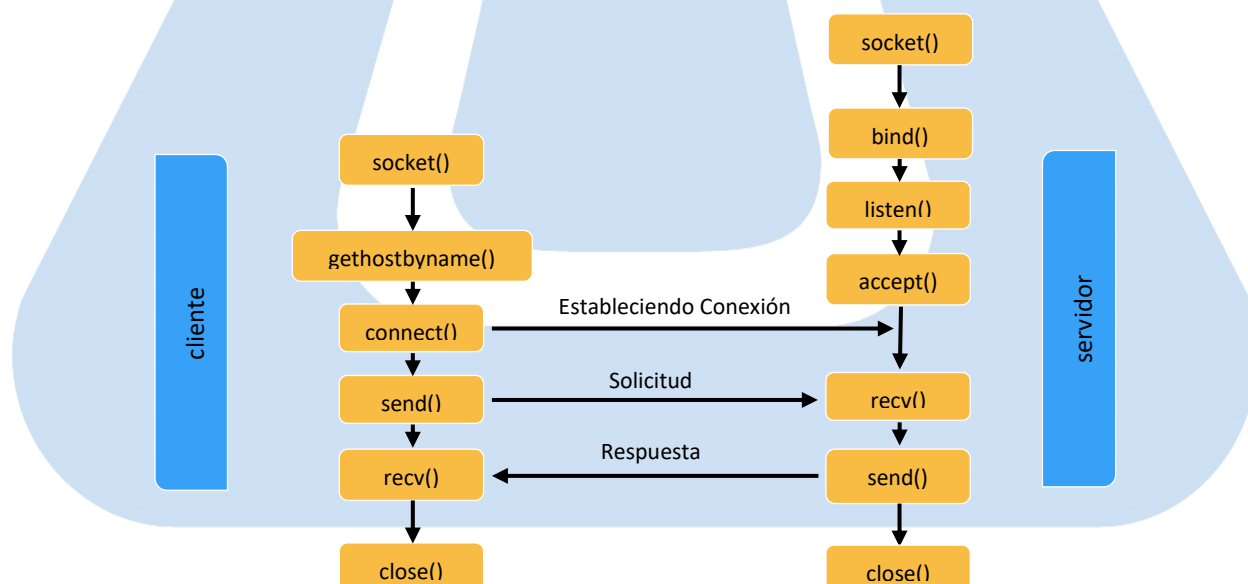 socket()
bind()
socket()
listen()
gethostbyname()
accept()
Estableciendo Conexión
connect()
cliente
servidor
Solicitud
send()
recv()
Respuesta
recv()
send()
close()
close()